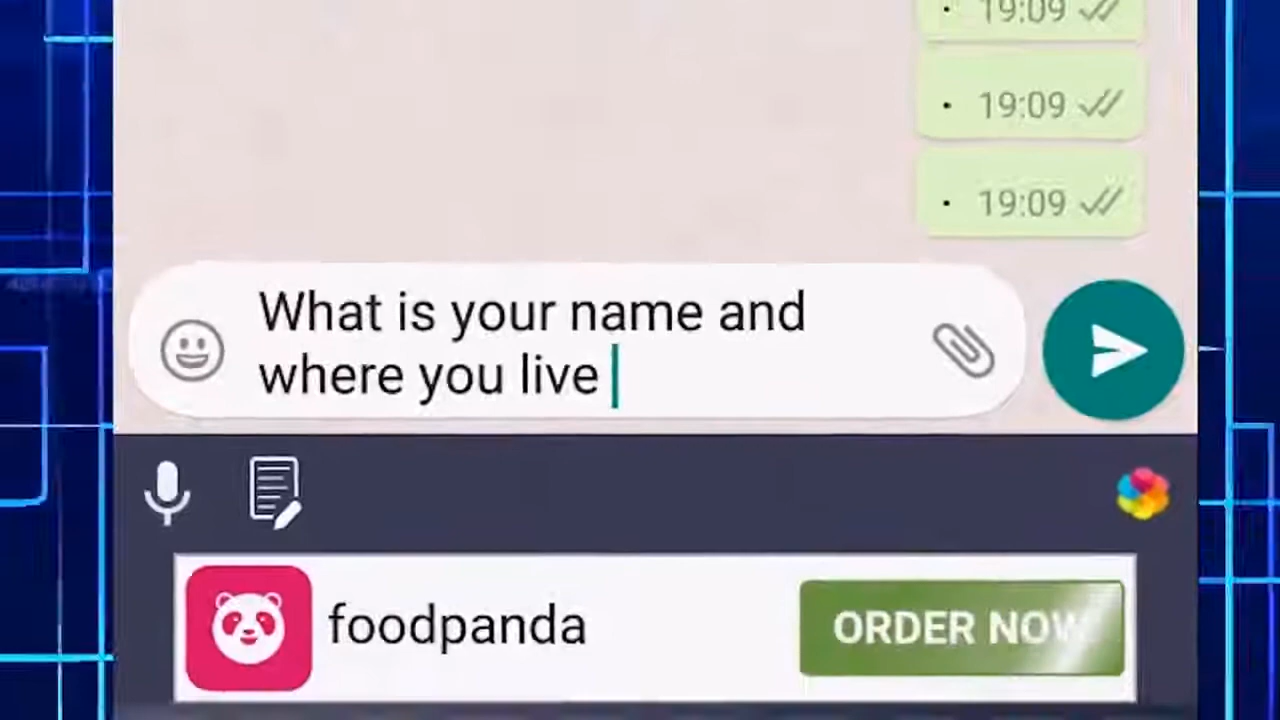 • 19:09
• 19:09
• 19:09
What is your name and
where you live
foodpanda
ORDER NOW